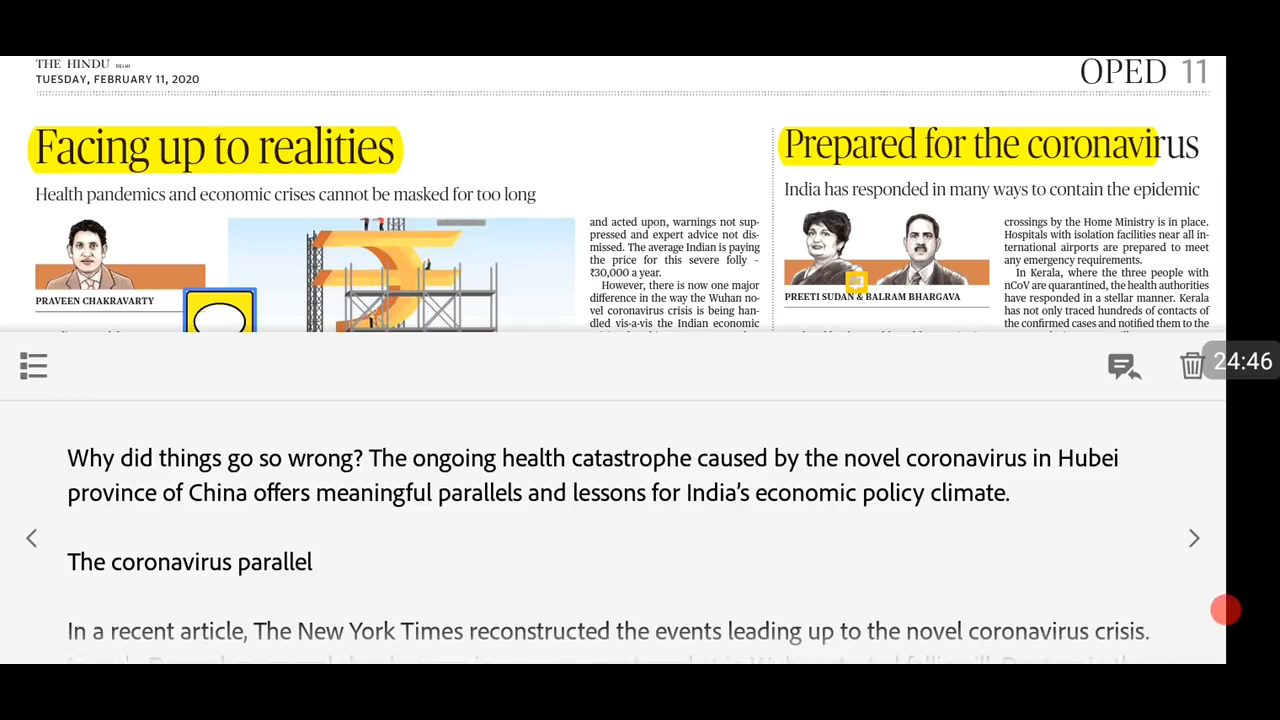 THE HINDU DELHI
TUESDAY, FEBRUARY 11, 2020
OPED 11
Facing up to realities
Health pandemics and economic crises cannot be masked for too long
PRAVEEN CHAKRAVARTY
and acted upon, warnings not sup-
pressed and expert advice not dis-
missed. The average Indian is paying
the price for this severe folly –
₹30,000 a year.
However, there is now one major
difference in the way the Wuhan no-
vel coronavirus crisis is being han-
dled vis-a-vis the Indian economic
Prepared for the coronavirus
India has responded in many ways to contain the epidemic
PREETI SUDAN & BALRAM BHARGAVA
crossings by the Home Ministry is in place.
Hospitals with isolation facilities near all in-
ternational airports are prepared to meet
any emergency requirements.
In Kerala, where the three people with
nCoV are quarantined, the health authorities
have responded in a stellar manner. Kerala
has not only traced hundreds of contacts of
the confirmed cases and notified them to the
24:46
Why did things go so wrong? The ongoing health catastrophe caused by the novel coronavirus in Hubei
province of China offers meaningful parallels and lessons for India's economic policy climate.
The coronavirus parallel
In a recent article, The New York Times reconstructed the events leading up to the novel coronavirus crisis.